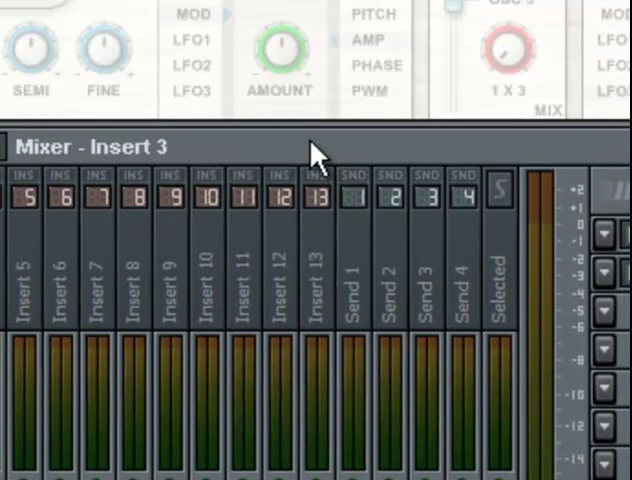 MOD
PITCH
LFO1
AMP
LFO2
PHASE
SEMI
FINE
LFO3
AMOUNT
PWM
1 X 3
MIX
Mixer - Insert 3
INS INS INS INS INS INS INS INS INS SND SND SND SND
5 6 7 8 9 10 11 12 13 1 2 3 4 S
Insert 5
Insert 6
Insert 7
Insert 8
Insert 9
Insert 10
Insert 11
Insert 12
Insert 13
Send 1
Send 2
Send 3
Send 4
Selected
+2
+1
0
-1
-2
-3
-4
-5
-6
-8
-10
-12
-14